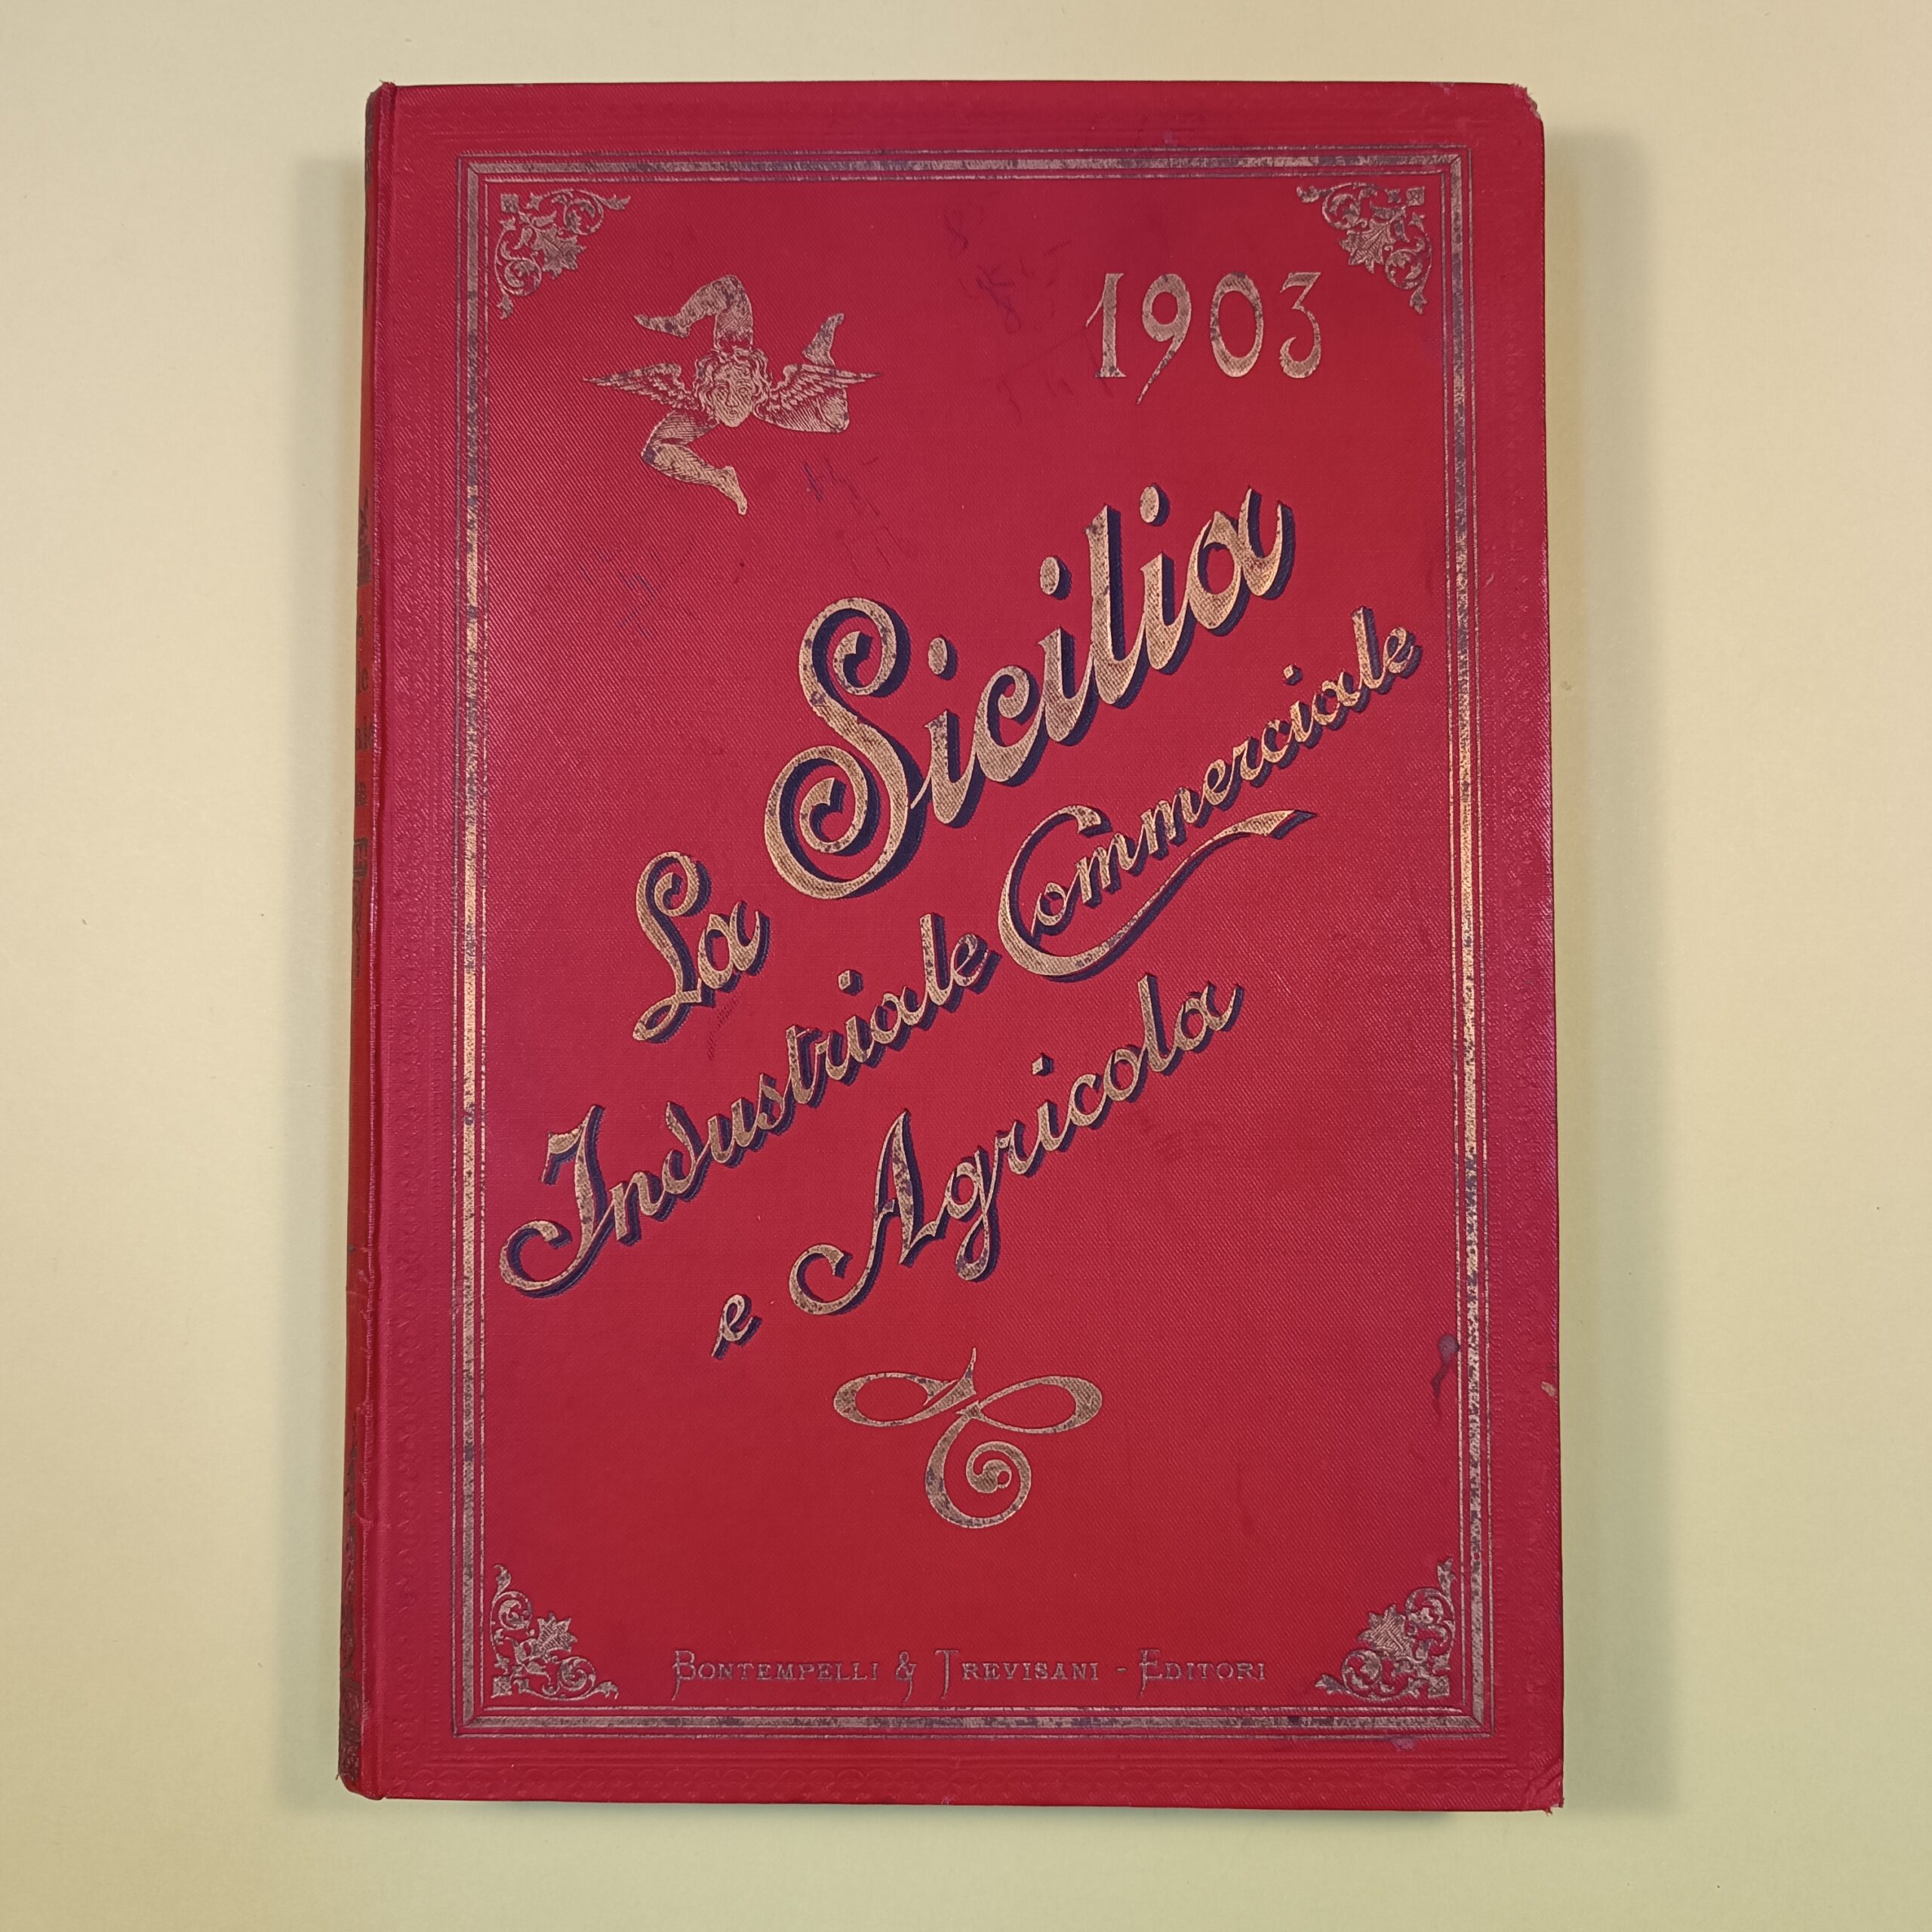 1903
La Sicilia
Industriale Commerciale
e Agricola
BONTEMPELLI & TREVISANI - EDITORI